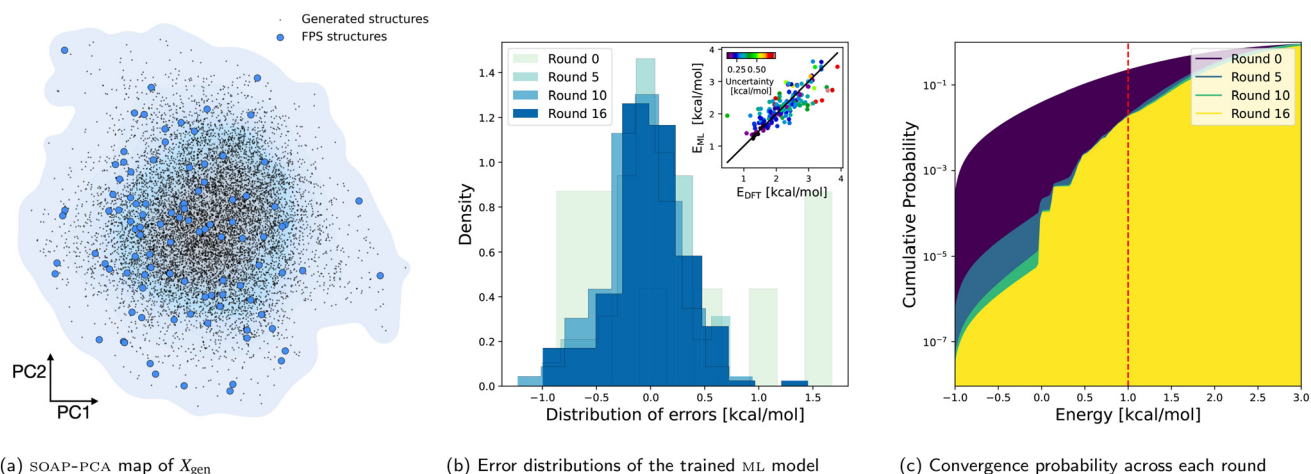 Generated structures
FPS structures
PC2
PC1
Density
1.4
1.2
1.0
0.8
0.6
0.4
0.2
0.0
Round 0
Round 5
Round 10
Round 16
0.25 0.50
Uncertainty
[kcal/mol]
E_ML [kcal/mol]
4
3
2
1
0 1 2 3 4
E_DFT [kcal/mol]
−1.0 −0.5 0.0 0.5 1.0 1.5
Distribution of errors [kcal/mol]
Cumulative Probability
10⁻¹
10⁻³
10⁻⁵
10⁻⁷
Round 0
Round 5
Round 10
Round 16
-1.0 -0.5 0.0 0.5 1.0 1.5 2.0 2.5 3.0
Energy [kcal/mol]
(a) SOAP-PCA map of X_gen
(b) Error distributions of the trained ML model
(c) Convergence probability across each round